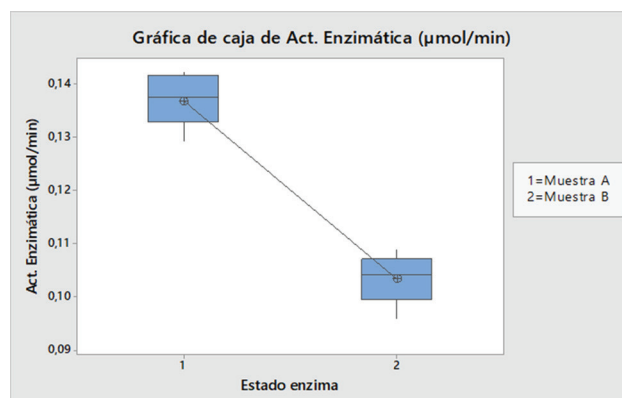 Gráfica de caja de Act. Enzimática (µmol/min)
Act. Enzimática (µmol/min)
0,14
0,13
0,12
0,11
0,10
0,09
1
2
Estado enzima
1=Muestra A
2=Muestra B